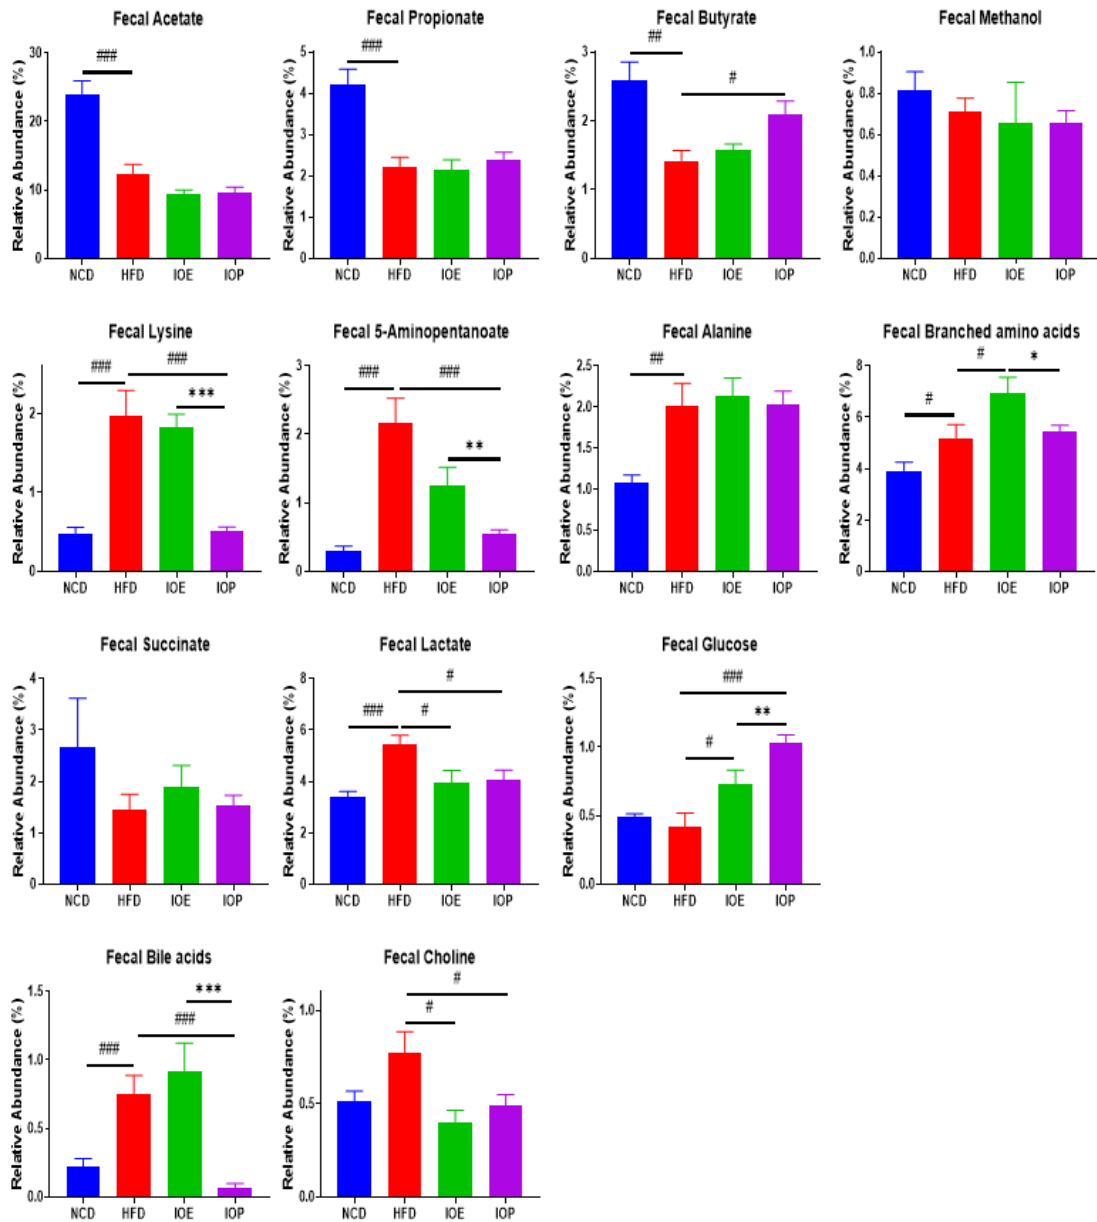 Fecal Acetate
Relative Abundance (%)
30
20
10
0
###
NCD HFD IOE IOP
Fecal Propionate
Relative Abundance (%)
5
4
3
2
1
0
###
NCD HFD IOE IOP
Fecal Butyrate
Relative Abundance (%)
3
2
1
0
##
#
NCD HFD IOE IOP
Fecal Methanol
Relative Abundance (%)
1.0
0.8
0.6
0.4
0.2
0.0
NCD HFD IOE IOP
Fecal Lysine
Relative Abundance (%)
2
1
0
### ###
***
NCD HFD IOE IOP
Fecal 5-Aminopentanoate
Relative Abundance (%)
3
2
1
0
### ###
**
NCD HFD IOE IOP
Fecal Alanine
Relative Abundance (%)
2.5
2.0
1.5
1.0
0.5
0.0
##
NCD HFD IOE IOP
Fecal Branched amino acids
Relative Abundance (%)
8
6
4
2
0
# *
#
NCD HFD IOE IOP
Fecal Succinate
Relative Abundance (%)
4
3
2
1
0
NCD HFD IOE IOP
Fecal Lactate
Relative Abundance (%)
8
6
4
2
0
#
### #
NCD HFD IOE IOP
Fecal Glucose
Relative Abundance (%)
1.5
1.0
0.5
0.0
###
**
#
NCD HFD IOE IOP
Fecal Bile acids
Relative Abundance (%)
1.5
1.0
0.5
0.0
***
###
###
NCD HFD IOE IOP
Fecal Choline
Relative Abundance (%)
1.0
0.5
0.0
#
#
NCD HFD IOE IOP